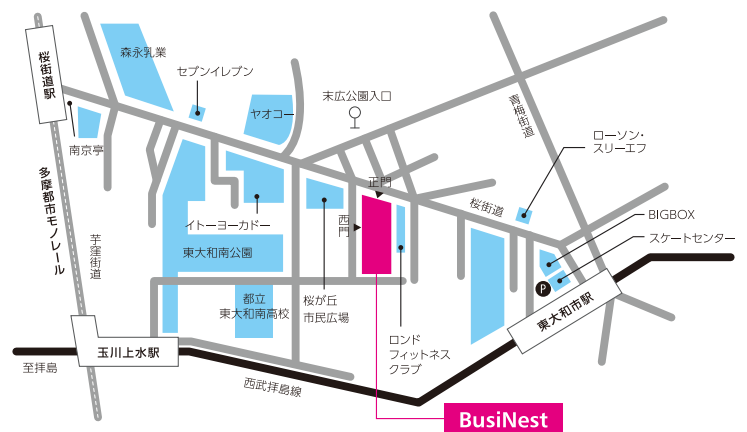 森永乳業
セブンイレブン
桜街道駅
末広公園入口
ヤオコー
青梅街道
ローソン・
スリーエフ
南京亭
正門
多摩都市モノレール
芋窪街道
桜街道
西門
イトーヨーカドー
BIGBOX
スケートセンター
東大和南公園
P
都立
東大和南高校
桜が丘
市民広場
東大和市駅
ロンド
フィットネス
クラブ
玉川上水駅
至拝島
西武拝島線
BusiNest